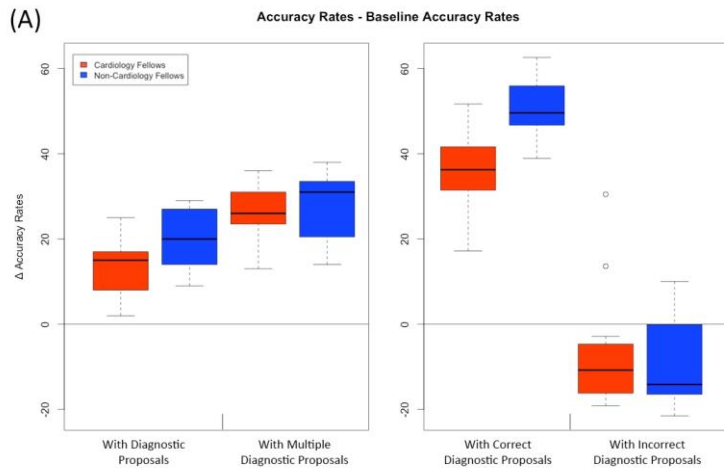 (A)
Accuracy Rates - Baseline Accuracy Rates
Cardiology Fellows
Non-Cardiology Fellows
Δ Accuracy Rates
60
40
20
0
-20
60
40
20
0
-20
With Diagnostic
Proposals
With Multiple
Diagnostic Proposals
With Correct
Diagnostic Proposals
With Incorrect
Diagnostic Proposals